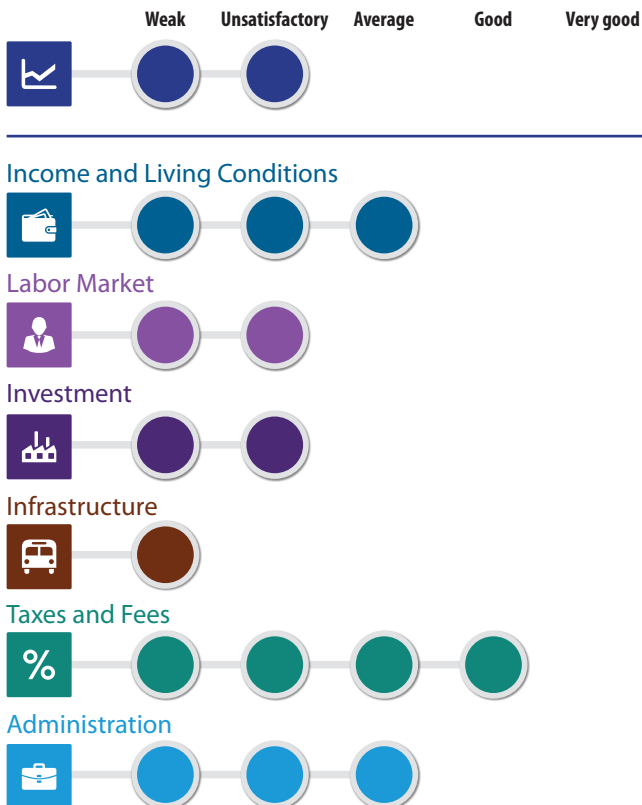 Weak Unsatisfactory Average Good Very good
Income and Living Conditions
Labor Market
Investment
Infrastructure
Taxes and Fees
%
Administration